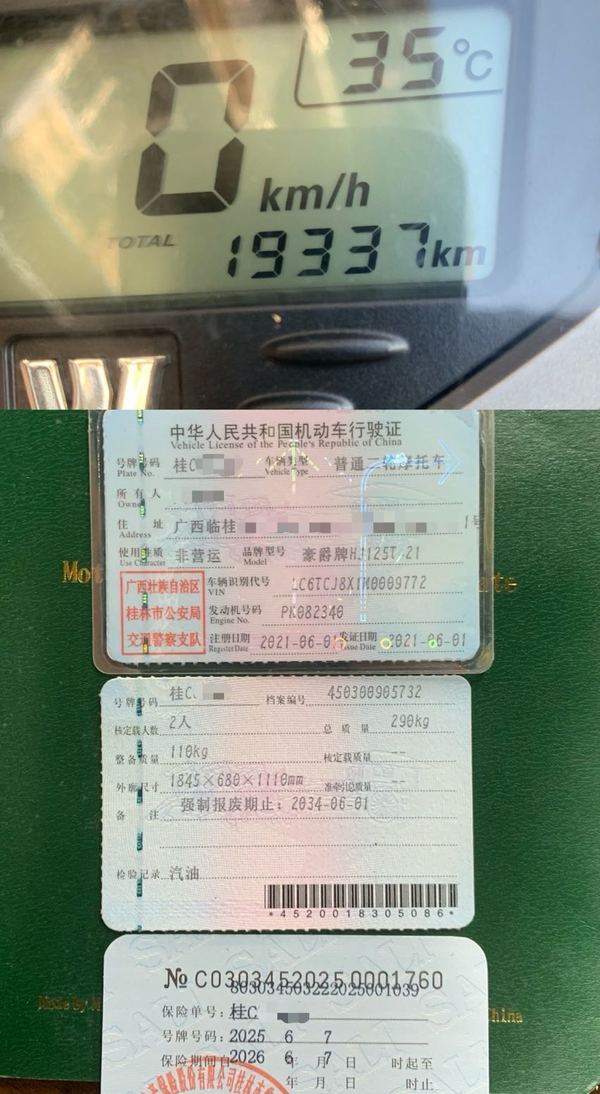 35℃
0 km/h
TOTAL 19337km
中华人民共和国机动车行驶证
Vehicle License of the People's Republic of China
号牌号码 桂C 车辆类型 普通二轮摩托车
Plate No. Vehicle Type
所有人
Owner
住址 广西临桂 1号
Address
使用性质 非营运 品牌型号 豪爵牌HJ125T-21
Use Character Model
广西壮族自治区
桂林市公安局
交通警察支队
车辆识别代号
VIN
发动机号码 PK082340
Engine No.
注册日期 2021-06-01 发证日期 2021-06-01
Register Date Issue Date
号牌号码 桂C 档案编号 450300905732
核定载人数 2人 总质量 290kg
整备质量 110kg 核定载质量 --
外廓尺寸 1845×680×1110mm 准牵引总质量 --
备注 强制报废期止：2034-06-01
检验记录 汽油
*4520018305086*
№ C0303452025 0001760
保险单号：
号牌号码： 桂C
保险期间自 2025 6 7
年 月 日 时起至
2026 6 7
年 月 日 时止